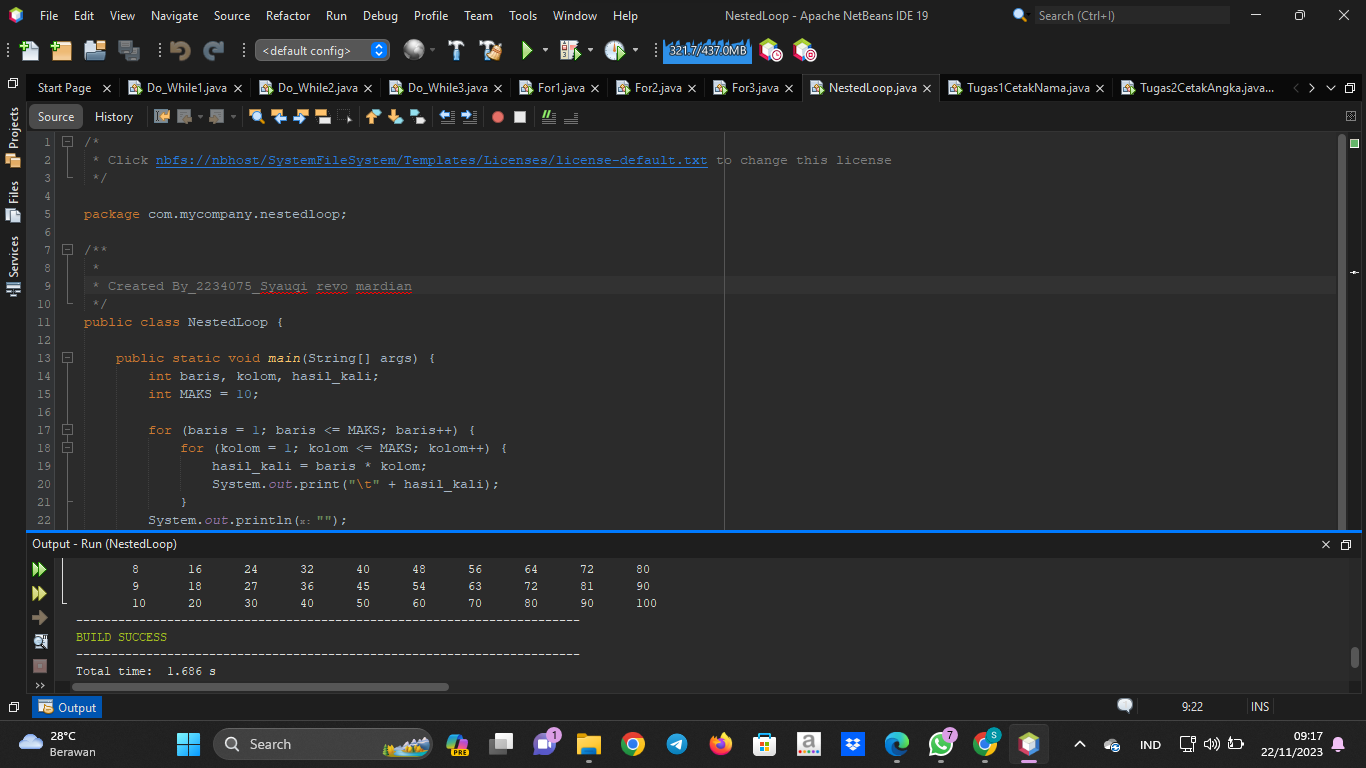 File Edit View Navigate Source Refactor Run Debug Profile Team Tools Window Help NestedLoop - Apache NetBeans IDE 19 Search (Ctrl+I)
<default config> 321.7/437.0MB
Start Page Do_While1.java Do_While2.java Do_While3.java For1.java For2.java For3.java NestedLoop.java Tugas1CetakNama.java Tugas2CetakAngka.java...
Source History
Projects
Files
Services
1 /*
2 * Click nbfs://nbhost/SystemFileSystem/Templates/Licenses/license-default.txt to change this license
3 */
4
5 package com.mycompany.nestedloop;
6
7 /**
8 *
9 * Created By_2234075_Syauqi revo mardian
10 */
11 public class NestedLoop {
12
13 public static void main(String[] args) {
14 int baris, kolom, hasil_kali;
15 int MAKS = 10;
16
17 for (baris = 1; baris <= MAKS; baris++) {
18 for (kolom = 1; kolom <= MAKS; kolom++) {
19 hasil_kali = baris * kolom;
20 System.out.print("\t" + hasil_kali);
21 }
22 System.out.println(x: "");
Output - Run (NestedLoop)
8 16 24 32 40 48 56 64 72 80
9 18 27 36 45 54 63 72 81 90
10 20 30 40 50 60 70 80 90 100
------------------------------------------------------------------------
BUILD SUCCESS
------------------------------------------------------------------------
Total time: 1.686 s
Output 9:22 INS
28°C
Berawan
Search
PRE
1
a
7
S
IND
09:17
22/11/2023